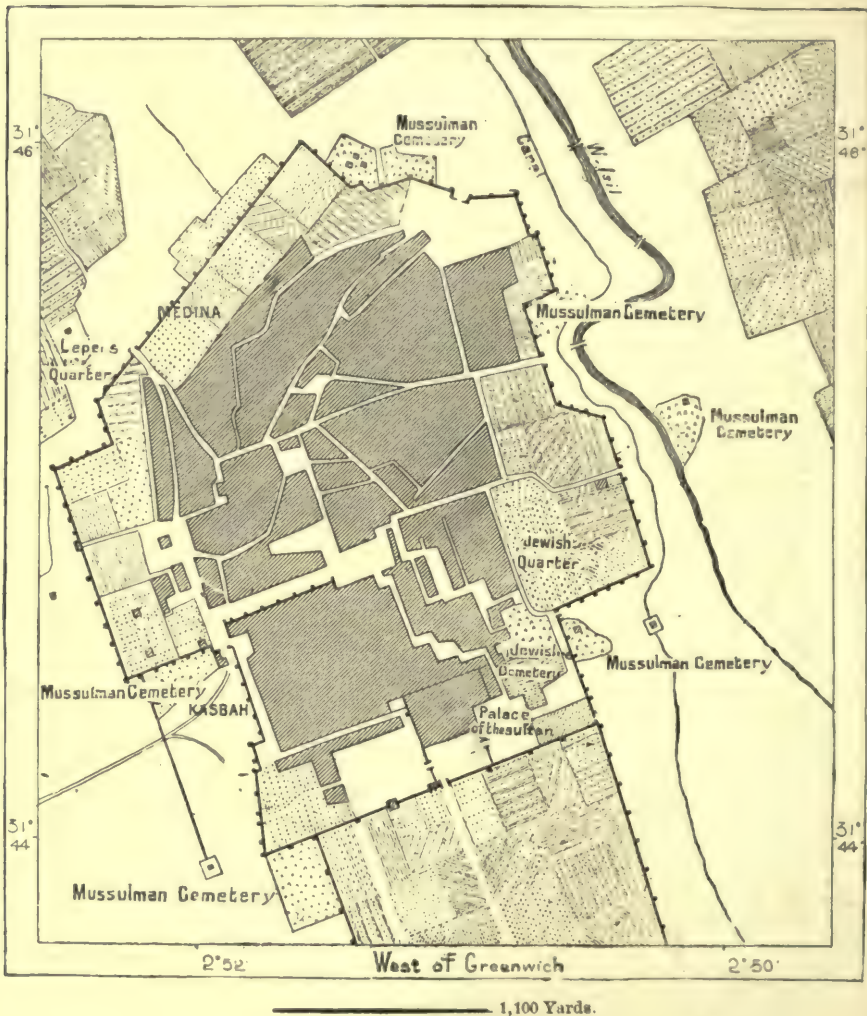 Mussulman
Cemetery
31°
46'
31°
46'
Canal
W. Isil
MEDINA
Mussulman Cemetery
Lepers
Quarter
Mussulman
Cemetery
Jewish
Quarter
Jewish
Cemetery
Mussulman Cemetery
Mussulman Cemetery
KASBAH
Palace
of the sultan
31°
44'
31°
44'
Mussulman Cemetery
2°52'
West of Greenwich
2°50'
1,100 Yards.